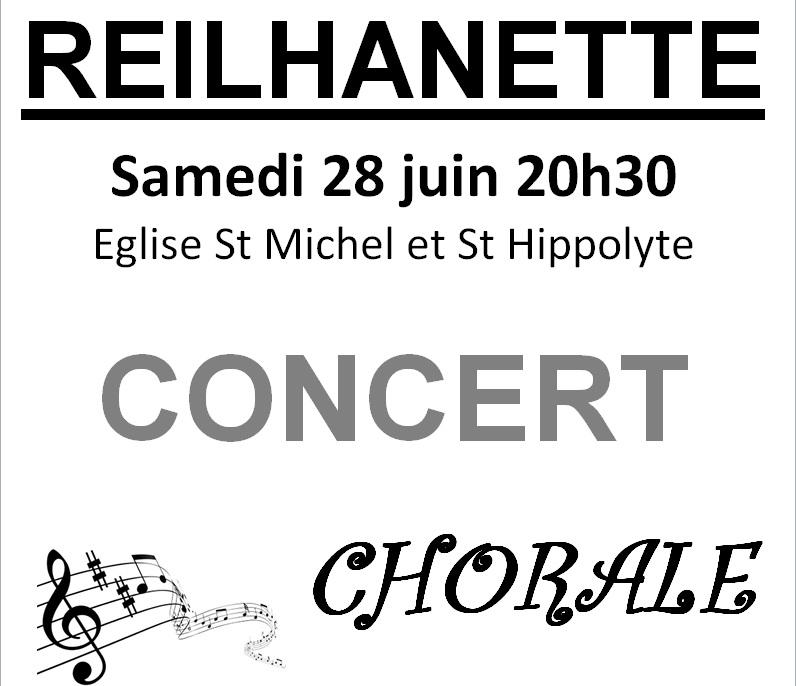 REILHANETTE
Samedi 28 juin 20h30
Eglise St Michel et St Hippolyte
CONCERT
CHORALE